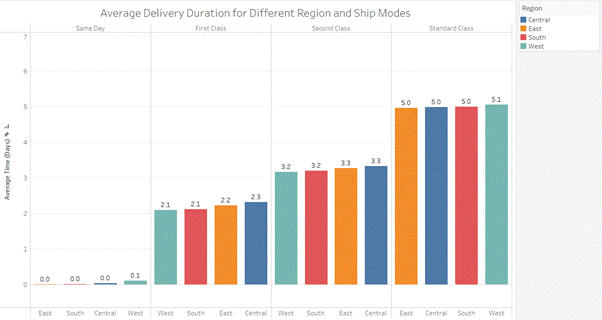 Average Delivery Duration for Different Region and Ship Modes
Same Day First Class Second Class Standard Class
Region
Central
East
South
West
Average Time (Days)
7
6
5
4
3
2
1
0
0.0 0.0 0.0 0.1 2.1 2.1 2.2 2.3 3.2 3.2 3.3 3.3 5.0 5.0 5.0 5.1
East South Central West West South East Central West South East Central East Central South West